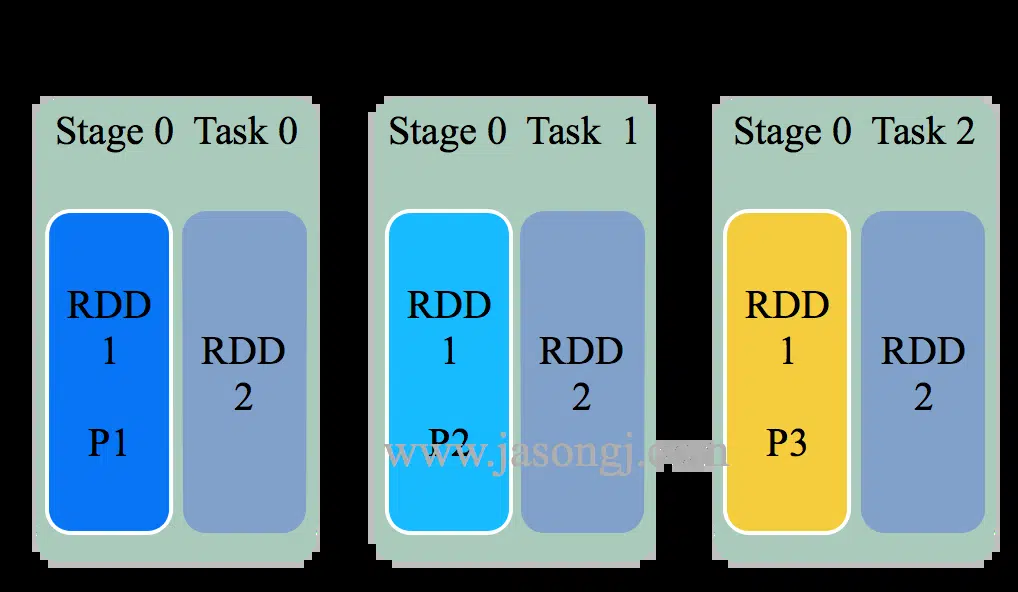 Stage 0 Task 0
RDD
1
P1
RDD
2
Stage 0 Task 1
RDD
1
P2
RDD
2
Stage 0 Task 2
RDD
1
P3
RDD
2
www.jasongj.com